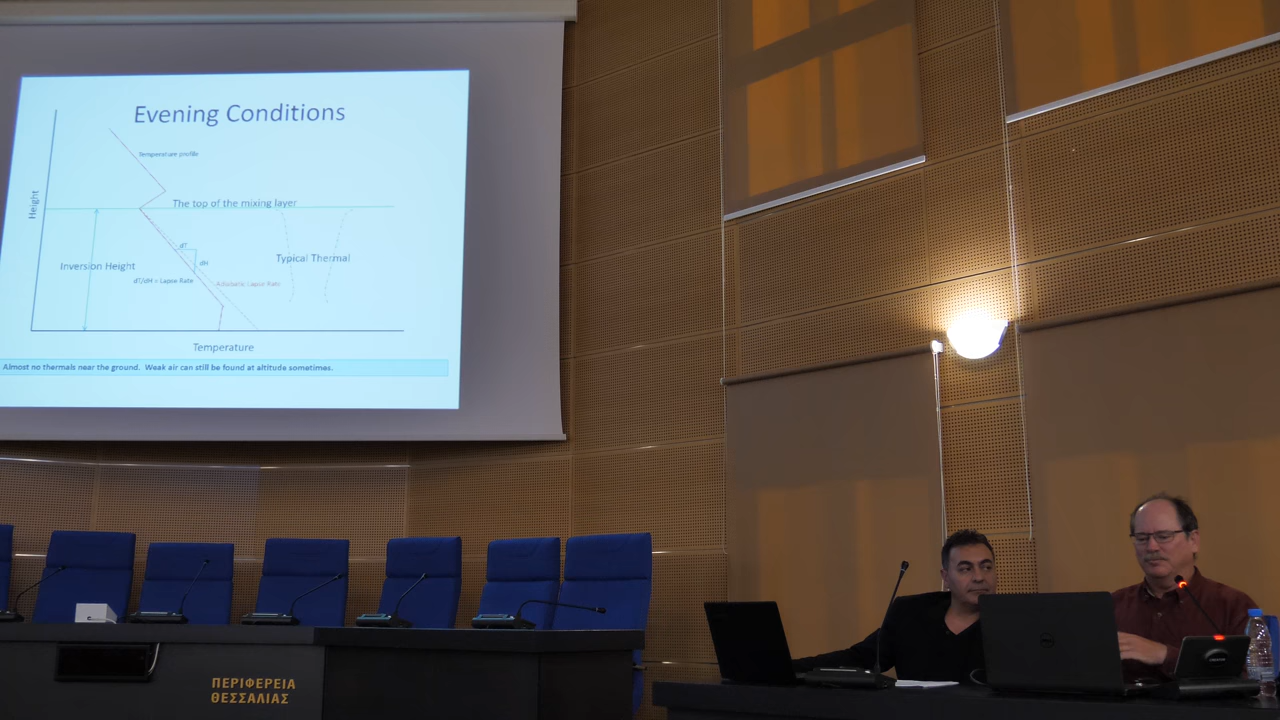 Evening Conditions
Temperature profile
Height
The top of the mixing layer
dT
dH
Typical Thermal
Inversion Height
dT/dH = Lapse Rate
Adiabatic Lapse Rate
Temperature
Almost no thermals near the ground. Weak air can still be found at altitude sometimes.
ΠΕΡΙΦΕΡΕΙΑ
ΘΕΣΣΑΛΙΑΣ
DELL